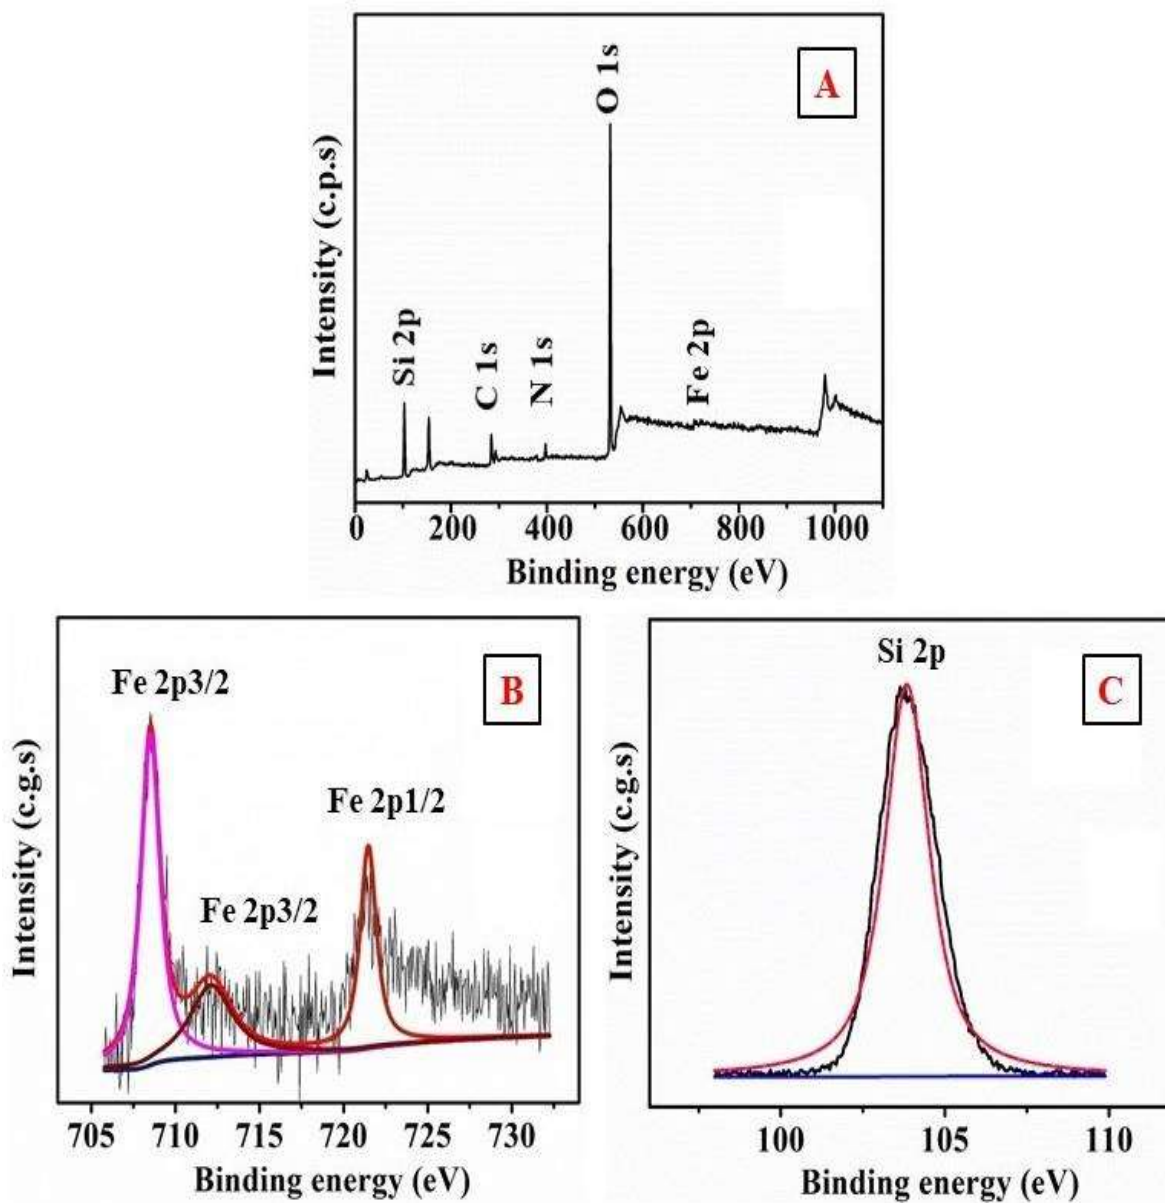 A
O 1s
Si 2p
C 1s
N 1s
Fe 2p
Intensity (c.p.s)
0 200 400 600 800 1000
Binding energy (eV)
B
Fe 2p3/2
Fe 2p1/2
Fe 2p3/2
Intensity (c.g.s)
705 710 715 720 725 730
Binding energy (eV)
Si 2p
C
Intensity (c.g.s)
100 105 110
Binding energy (eV)